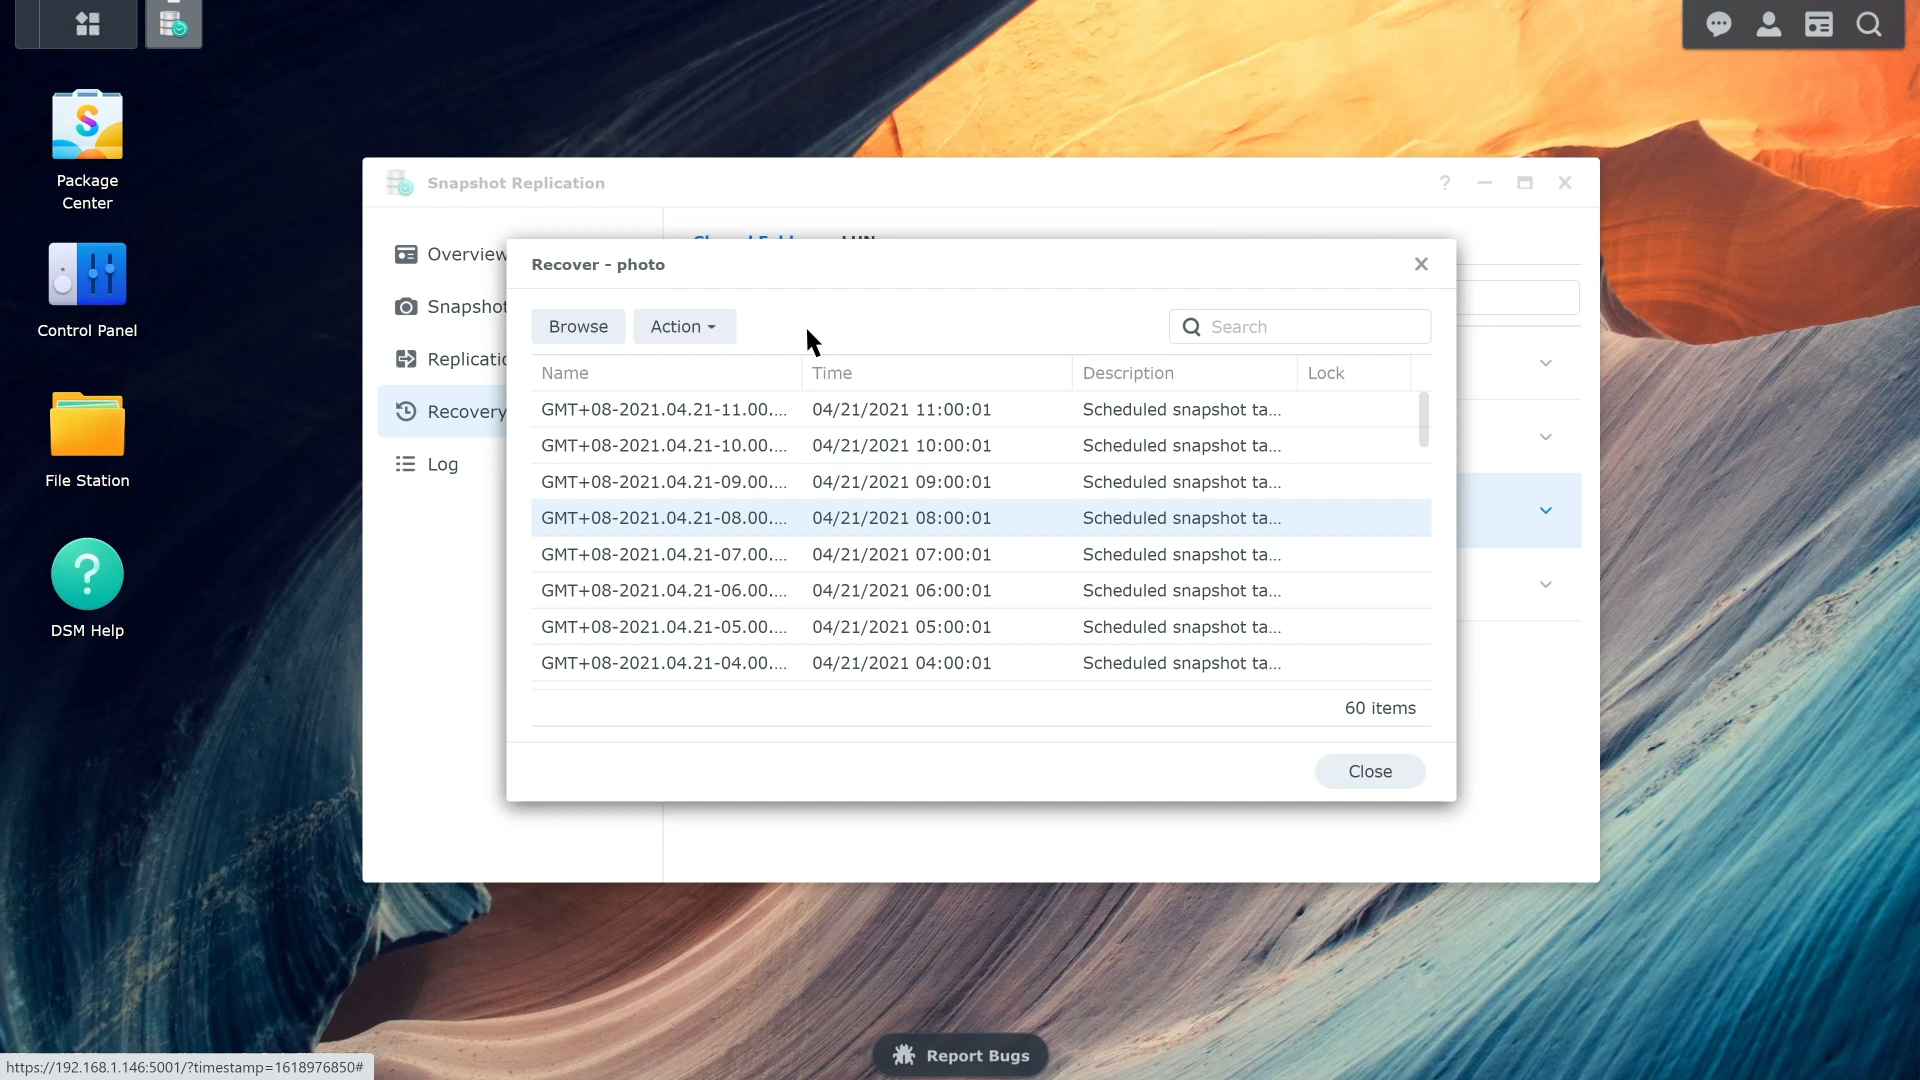 Package
Center
Control Panel
File Station
DSM Help
Snapshot Replication
Overview
Snapshot
Recovery
Log
Recover - photo
Browse
Action
Search
Name Time Description Lock
GMT+08-2021.04.21-11.00.... 04/21/2021 11:00:01 Scheduled snapshot ta...
GMT+08-2021.04.21-10.00.... 04/21/2021 10:00:01 Scheduled snapshot ta...
GMT+08-2021.04.21-09.00.... 04/21/2021 09:00:01 Scheduled snapshot ta...
GMT+08-2021.04.21-08.00.... 04/21/2021 08:00:01 Scheduled snapshot ta...
GMT+08-2021.04.21-07.00.... 04/21/2021 07:00:01 Scheduled snapshot ta...
GMT+08-2021.04.21-06.00.... 04/21/2021 06:00:01 Scheduled snapshot ta...
GMT+08-2021.04.21-05.00.... 04/21/2021 05:00:01 Scheduled snapshot ta...
GMT+08-2021.04.21-04.00.... 04/21/2021 04:00:01 Scheduled snapshot ta...
60 items
Close
Report Bugs
https://192.168.1.146:5001/?timestamp=1618976850#